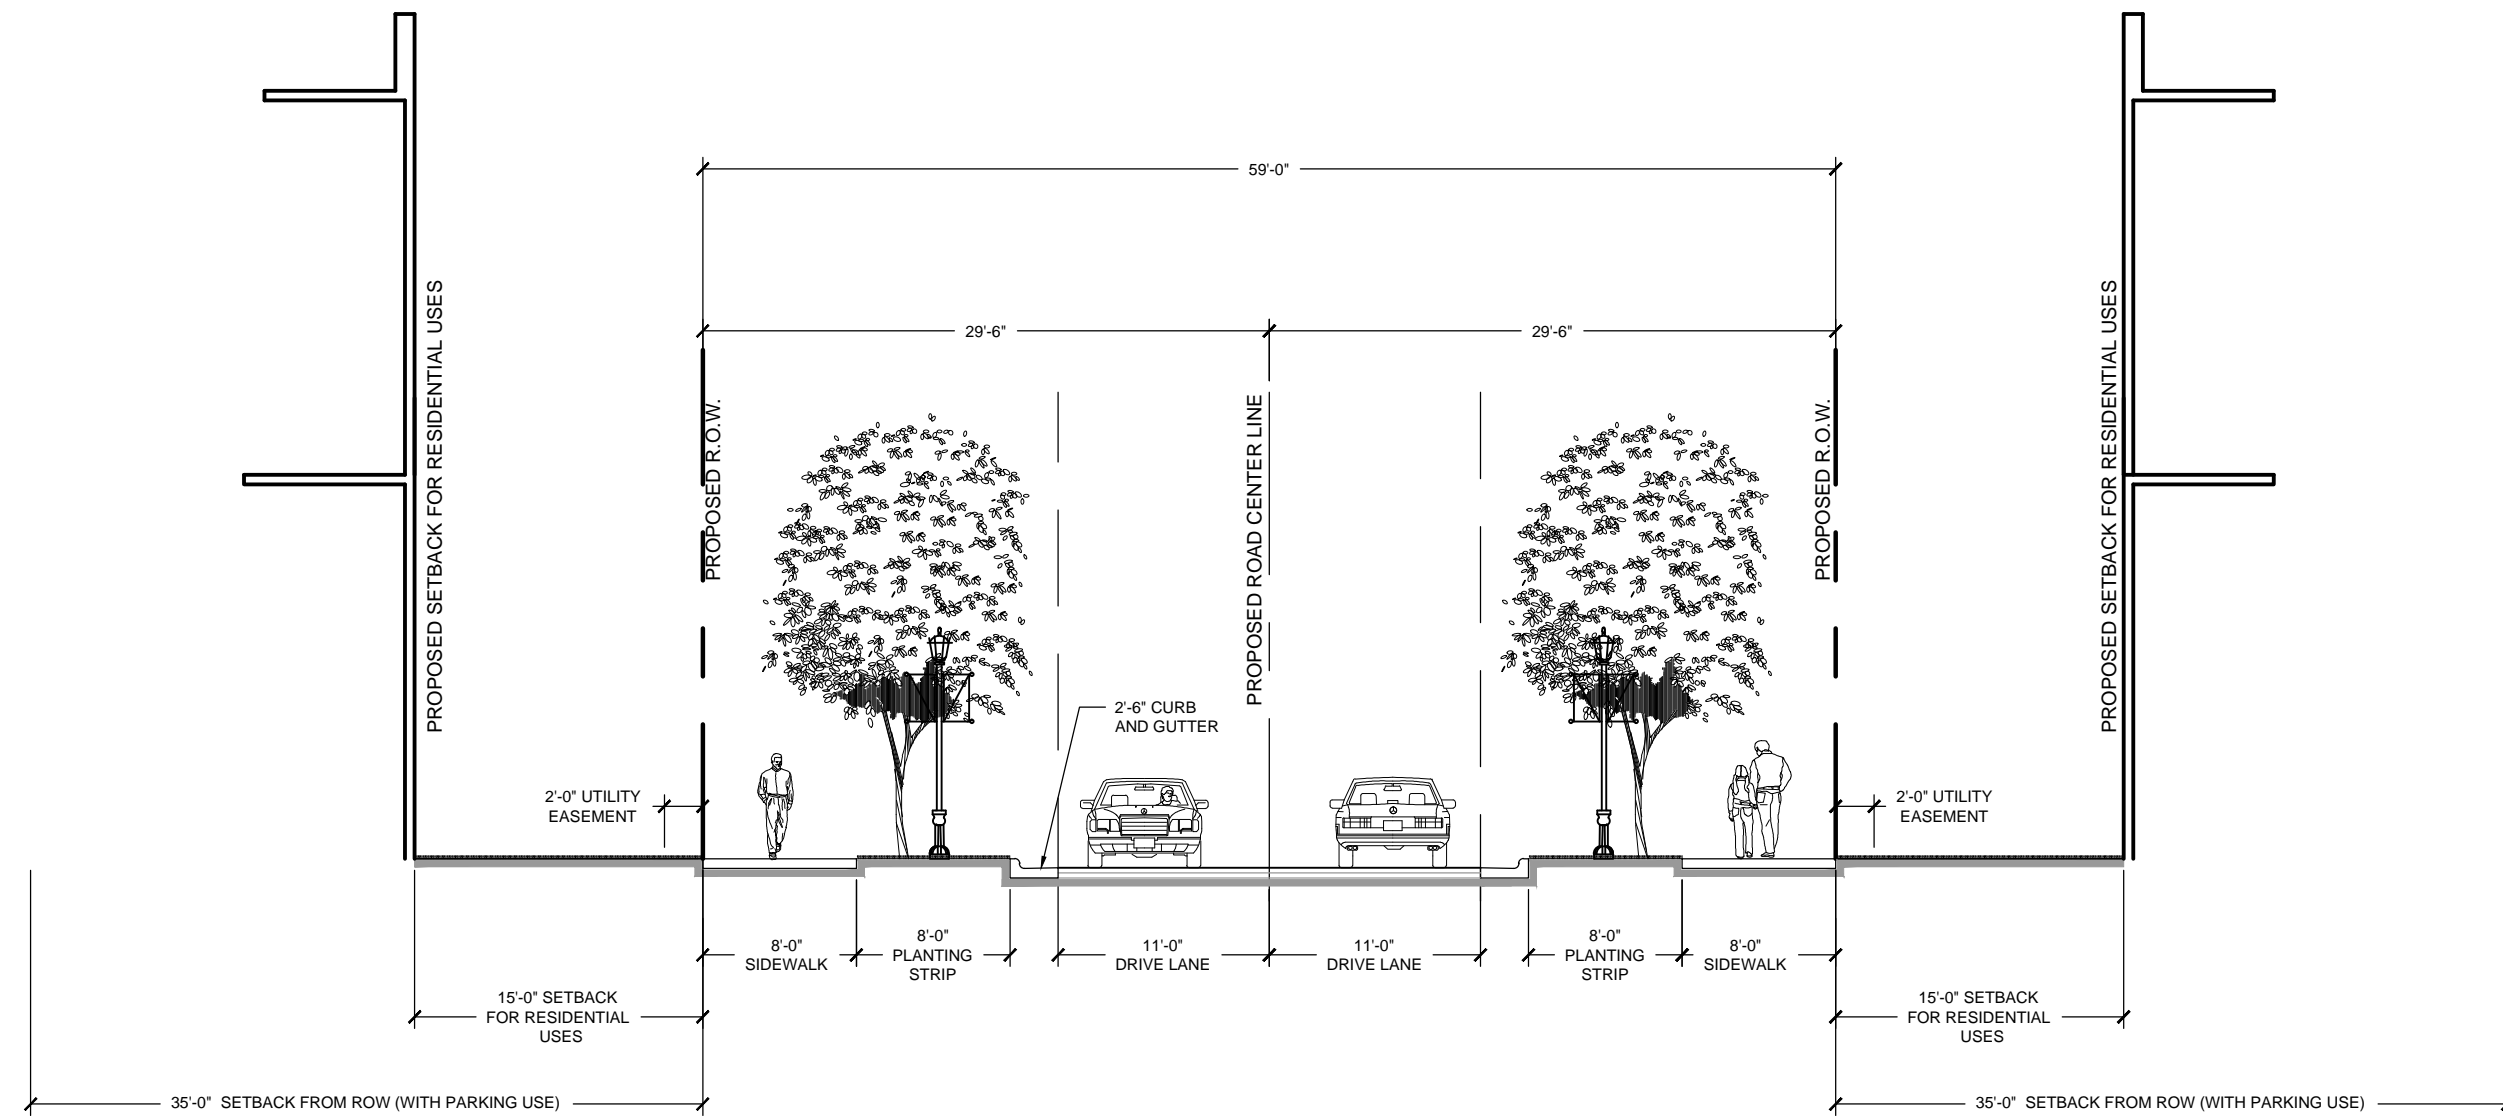 59'-0"
29'-6"
29'-6"
PROPOSED SETBACK FOR RESIDENTIAL USES
PROPOSED R.O.W.
PROPOSED ROAD CENTER LINE
PROPOSED R.O.W.
PROPOSED SETBACK FOR RESIDENTIAL USES
2'-6" CURB
AND GUTTER
2'-0" UTILITY
EASEMENT
2'-0" UTILITY
EASEMENT
8'-0"
SIDEWALK
8'-0"
PLANTING
STRIP
11'-0"
DRIVE LANE
11'-0"
DRIVE LANE
8'-0"
PLANTING
STRIP
8'-0"
SIDEWALK
15'-0" SETBACK
FOR RESIDENTIAL
USES
15'-0" SETBACK
FOR RESIDENTIAL
USES
35'-0" SETBACK FROM ROW (WITH PARKING USE)
35'-0" SETBACK FROM ROW (WITH PARKING USE)